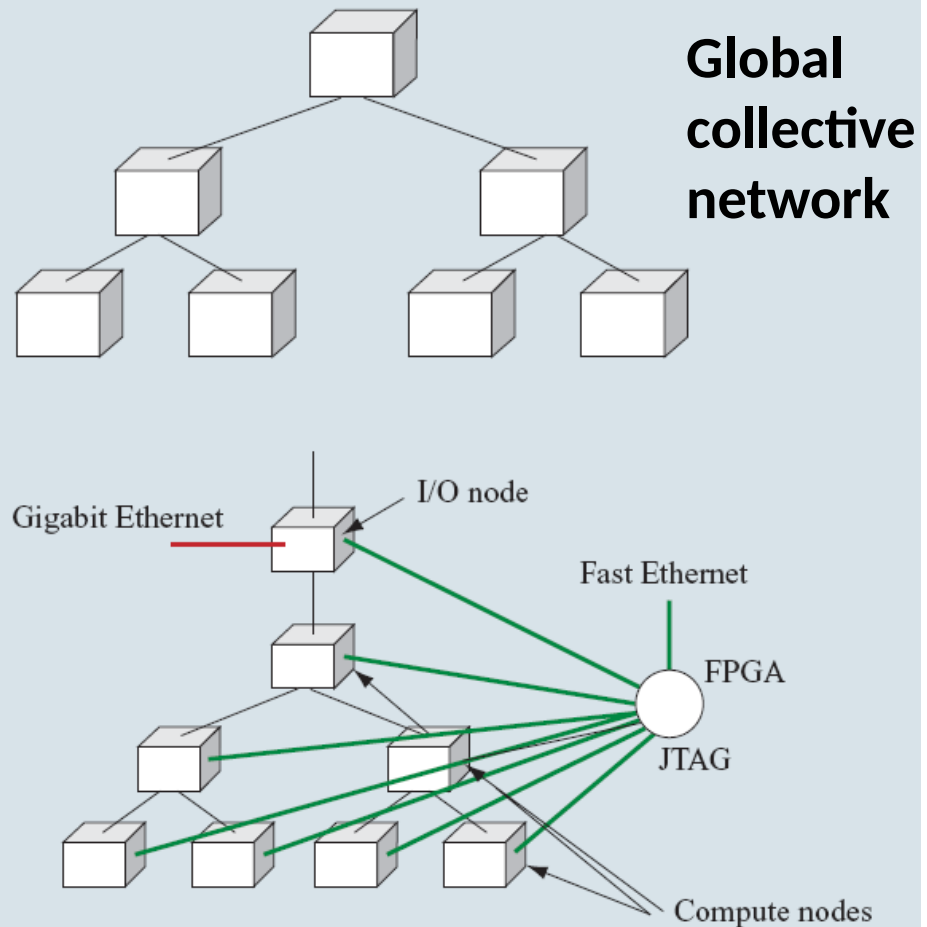 Global
collective
network
I/O node
Gigabit Ethernet
Fast Ethernet
FPGA
JTAG
Compute nodes